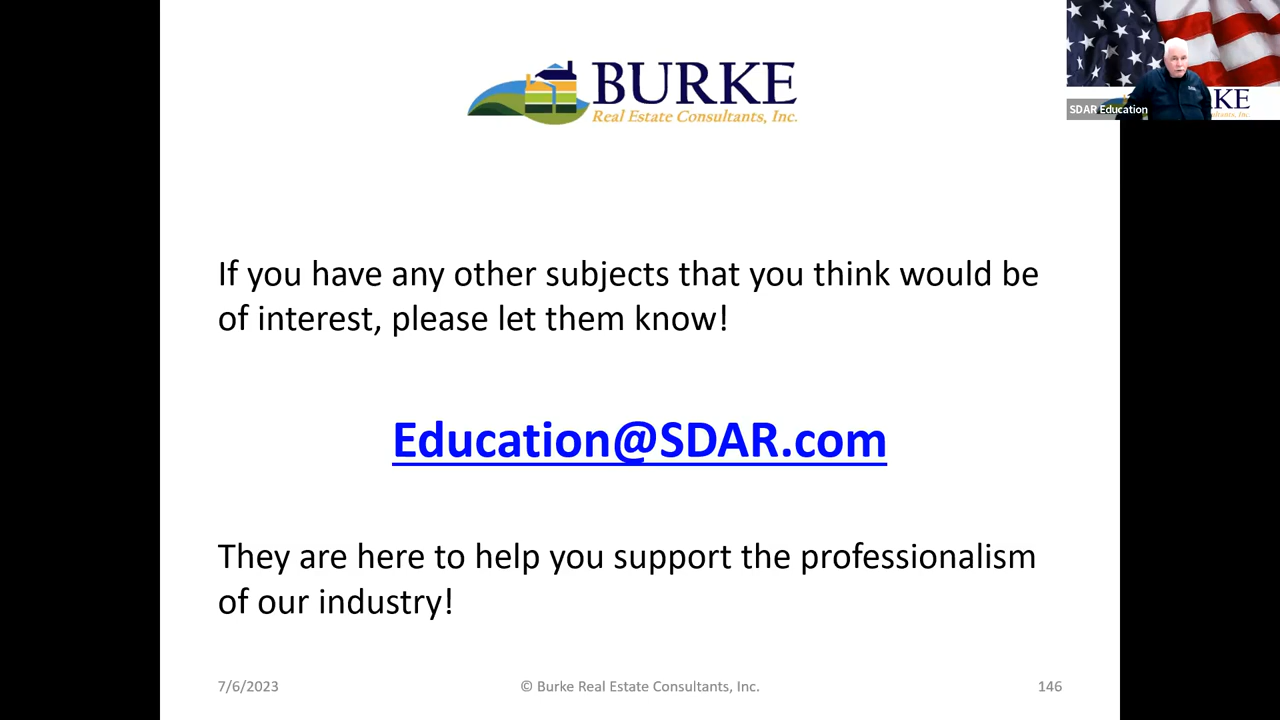 BURKE
Real Estate Consultants, Inc.
SDAR Education
KE
If you have any other subjects that you think would be
of interest, please let them know!
Education@SDAR.com
They are here to help you support the professionalism
of our industry!
7/6/2023
© Burke Real Estate Consultants, Inc.
146